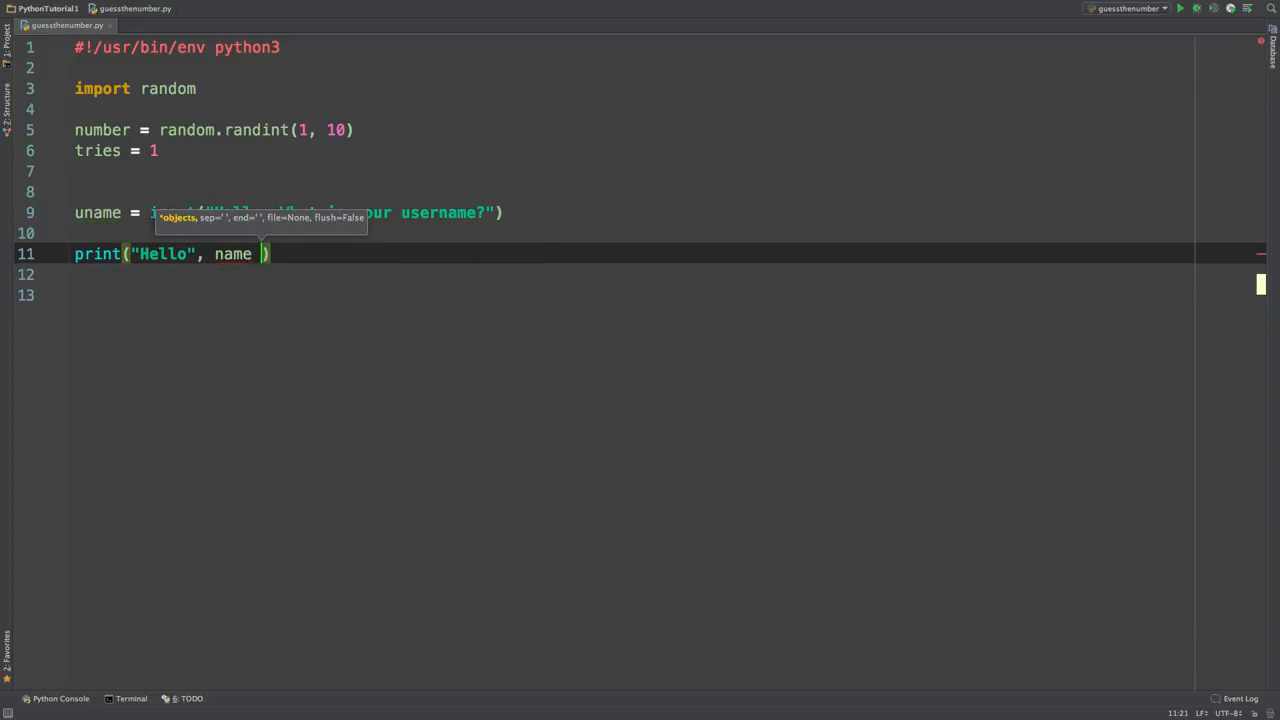 PythonTutorial1 guessthenumber.py guessthenumber
guessthenumber.py
1: Project
Z: Structure
2: Favorites
Database
1 #!/usr/bin/env python3
2
3 import random
4
5 number = random.randint(1, 10)
6 tries = 1
7
8
9 uname = your username?")
*objects, sep=' ', end=' ', file=None, flush=False
10
11 print("Hello", name )
12
13
Python Console Terminal 6: TODO Event Log
11:21 LF÷ UTF-8÷